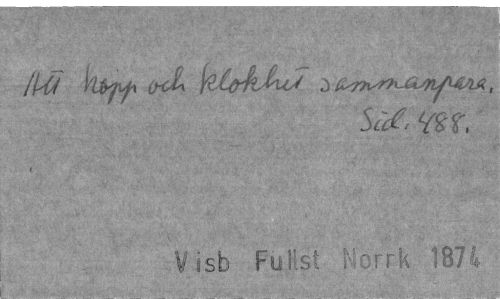 Att hopp och klokhet sammanpara.
Sid. 488.
Visb Fullst Norrk 1874